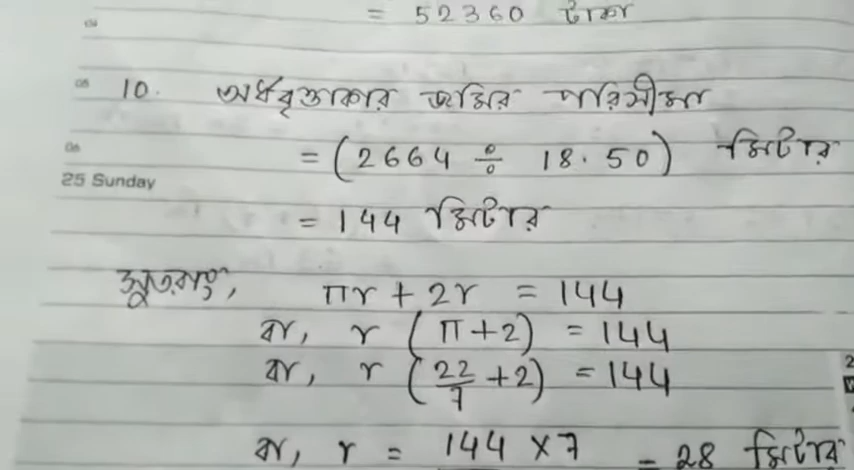 = 52360 টাকা
10. অর্ধবৃত্তাকার জমির পরিসীমা
= (2664 ÷ 18.50) মিটার
25 Sunday
= 144 মিটার
সুতরাং, πr + 2r = 144
বা, r (π+2) = 144
বা, r (22/7 +2) = 144
বা, r = 144 × 7 = 28 মিটার